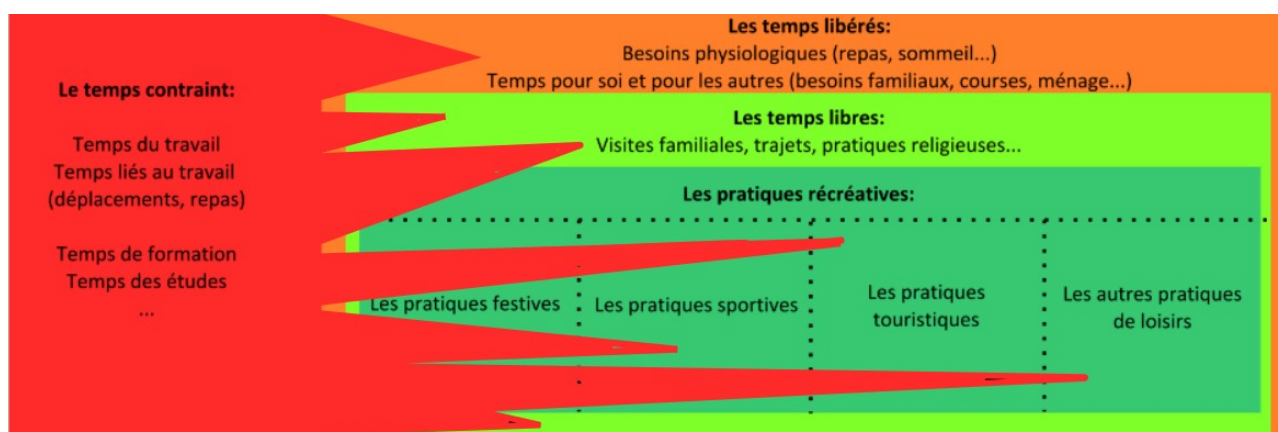 Le temps contraint:
Temps du travail
Temps liés au travail
(déplacements, repas)
Temps de formation
Temps des études
...
Les temps libérés:
Besoins physiologiques (repas, sommeil...)
Temps pour soi et pour les autres (besoins familiaux, courses, ménage...)
Les temps libres:
Visites familiales, trajets, pratiques religieuses...
Les pratiques récréatives:
Les pratiques festives
Les pratiques sportives
Les pratiques
touristiques
Les autres pratiques
de loisirs